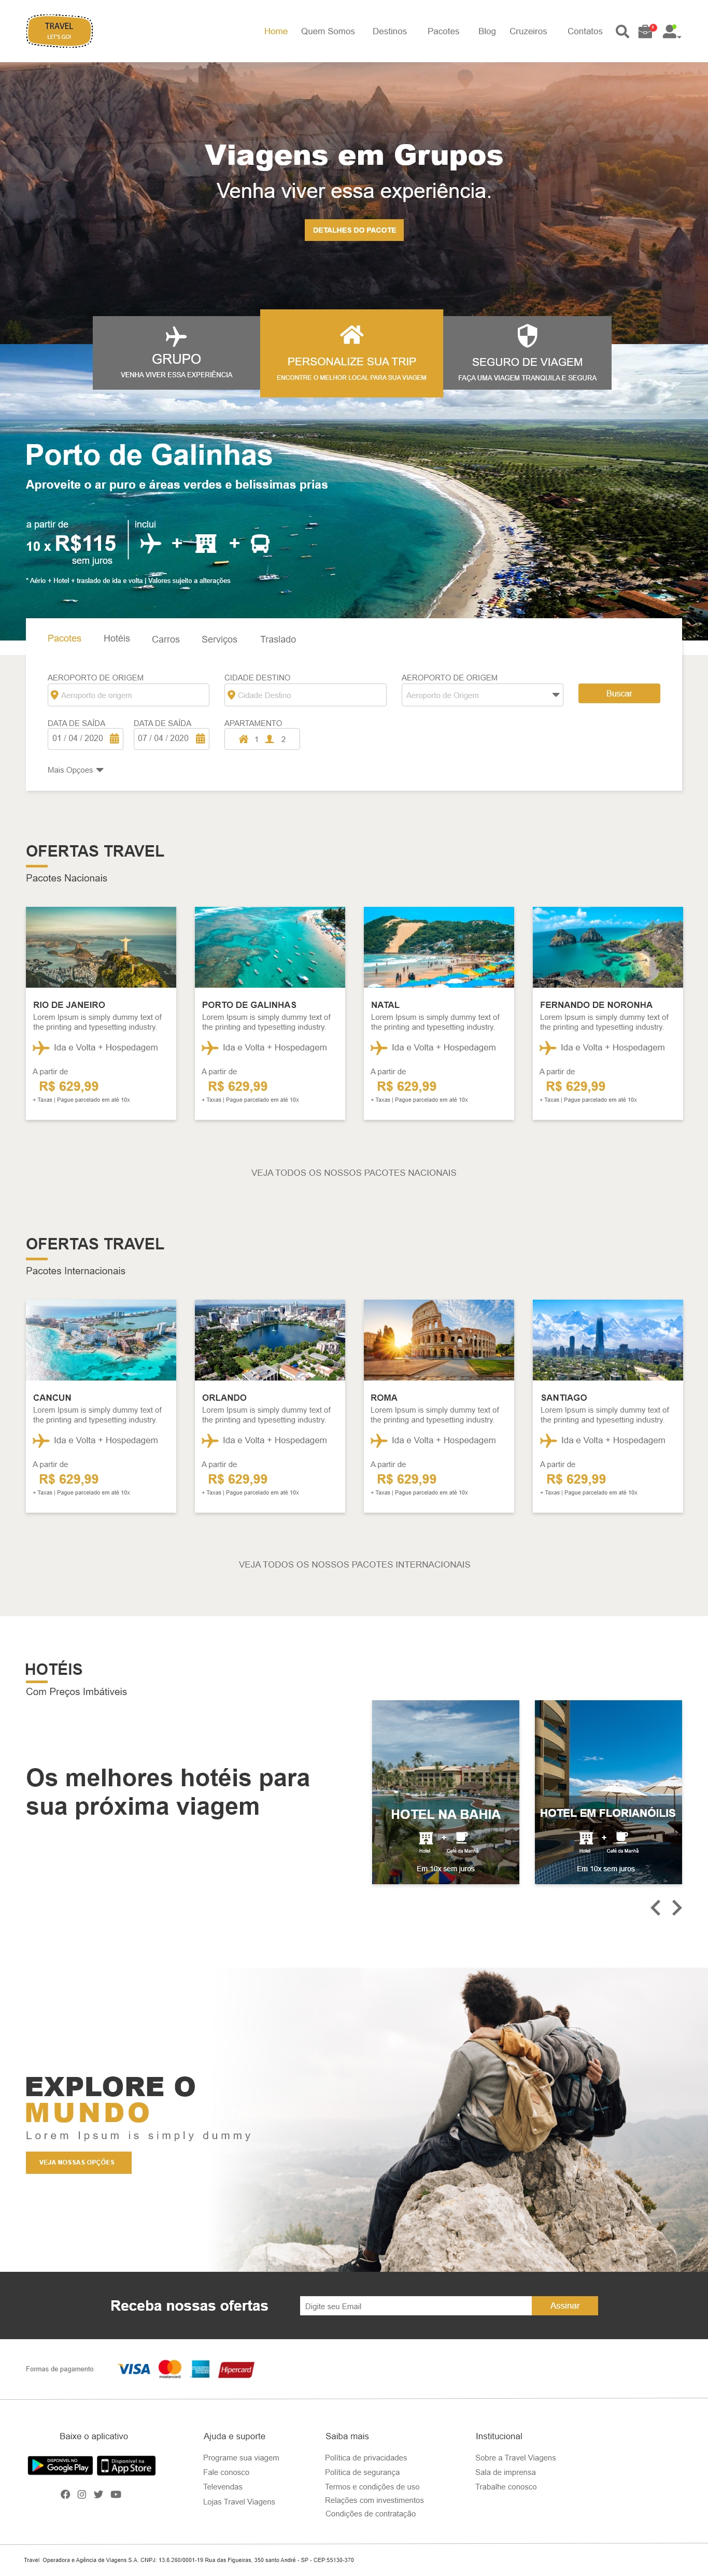 TRAVEL
LET'S GO!
Home Quem Somos Destinos Pacotes Blog Cruzeiros Contatos
Viagens em Grupos
Venha viver essa experiência.
DETALHES DO PACOTE
GRUPO
VENHA VIVER ESSA EXPERIÊNCIA
PERSONALIZE SUA TRIP
ENCONTRE O MELHOR LOCAL PARA SUA VIAGEM
SEGURO DE VIAGEM
FAÇA UMA VIAGEM TRANQUILA E SEGURA
Porto de Galinhas
Aproveite o ar puro e áreas verdes e belissimas prias
a partir de
10 x R$115
sem juros
inclui
+ +
* Aério + Hotel + traslado de ida e volta | Valores sujeito a alterações
Pacotes Hotéis Carros Serviços Traslado
AEROPORTO DE ORIGEM CIDADE DESTINO AEROPORTO DE ORIGEM
Aeroporto de origem Cidade Destino Aeroporto de Origem Buscar
DATA DE SAÍDA DATA DE SAÍDA APARTAMENTO
01 / 04 / 2020 07 / 04 / 2020 1 2
Mais Opçoes
OFERTAS TRAVEL
Pacotes Nacionais
RIO DE JANEIRO
Lorem Ipsum is simply dummy text of
the printing and typesetting industry.
Ida e Volta + Hospedagem
A partir de
R$ 629,99
+ Taxas | Pague parcelado em até 10x
PORTO DE GALINHAS
Lorem Ipsum is simply dummy text of
the printing and typesetting industry.
Ida e Volta + Hospedagem
A partir de
R$ 629,99
+ Taxas | Pague parcelado em até 10x
NATAL
Lorem Ipsum is simply dummy text of
the printing and typesetting industry.
Ida e Volta + Hospedagem
A partir de
R$ 629,99
+ Taxas | Pague parcelado em até 10x
FERNANDO DE NORONHA
Lorem Ipsum is simply dummy text of
the printing and typesetting industry.
Ida e Volta + Hospedagem
A partir de
R$ 629,99
+ Taxas | Pague parcelado em até 10x
VEJA TODOS OS NOSSOS PACOTES NACIONAIS
OFERTAS TRAVEL
Pacotes Internacionais
CANCUN
Lorem Ipsum is simply dummy text of
the printing and typesetting industry.
Ida e Volta + Hospedagem
A partir de
R$ 629,99
+ Taxas | Pague parcelado em até 10x
ORLANDO
Lorem Ipsum is simply dummy text of
the printing and typesetting industry.
Ida e Volta + Hospedagem
A partir de
R$ 629,99
+ Taxas | Pague parcelado em até 10x
ROMA
Lorem Ipsum is simply dummy text of
the printing and typesetting industry.
Ida e Volta + Hospedagem
A partir de
R$ 629,99
+ Taxas | Pague parcelado em até 10x
SANTIAGO
Lorem Ipsum is simply dummy text of
the printing and typesetting industry.
Ida e Volta + Hospedagem
A partir de
R$ 629,99
+ Taxas | Pague parcelado em até 10x
VEJA TODOS OS NOSSOS PACOTES INTERNACIONAIS
HOTÉIS
Com Preços Imbátiveis
Os melhores hotéis para
sua próxima viagem
HOTEL NA BAHIA
+
Hotel Café da Manhã
Em 10x sem juros
HOTEL EM FLORIANÓILIS
+
Hotel Café da Manhã
Em 10x sem juros
EXPLORE O
MUNDO
Lorem Ipsum is simply dummy
VEJA NOSSAS OPÇÕES
Receba nossas ofertas
Digite seu Email
Assinar
Formas de pagamento
VISA
mastercard
Hipercard
Baixe o aplicativo
DISPONÍVEL NO
Google Play
Disponível na
App Store
Ajuda e suporte
Programe sua viagem
Fale conosco
Televendas
Lojas Travel Viagens
Saiba mais
Política de privacidades
Política de segurança
Termos e condições de uso
Relações com investimentos
Condições de contratação
Institucional
Sobre a Travel Viagens
Sala de imprensa
Trabalhe conosco
Travel Operadora e Agência de Viagens S.A. CNPJ: 13.6.260/0001-19 Rua das Figueiras, 350 santo André - SP - CEP:55130-370